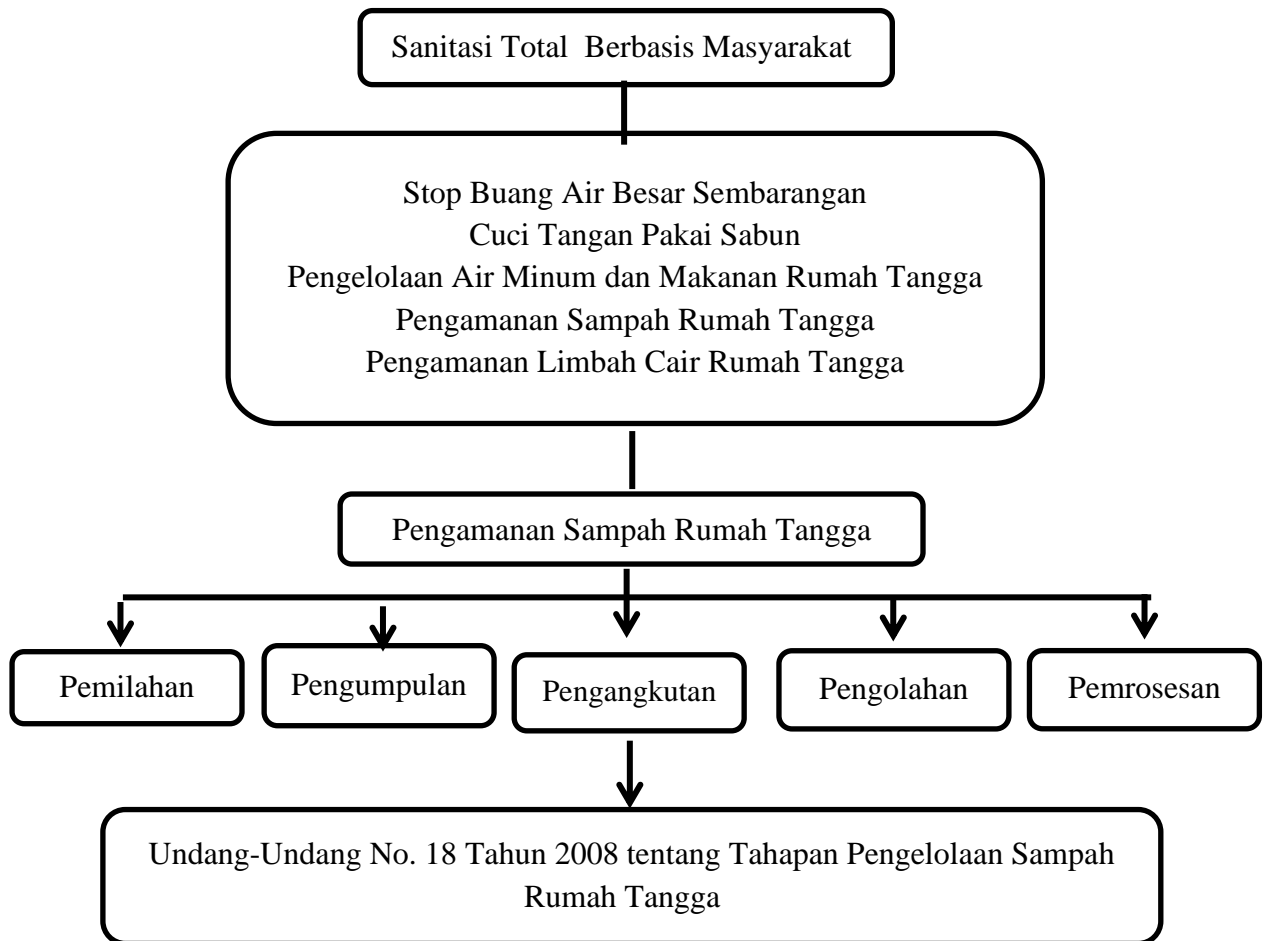 Sanitasi Total Berbasis Masyarakat
Stop Buang Air Besar Sembarangan
Cuci Tangan Pakai Sabun
Pengelolaan Air Minum dan Makanan Rumah Tangga
Pengamanan Sampah Rumah Tangga
Pengamanan Limbah Cair Rumah Tangga
Pengamanan Sampah Rumah Tangga
Pemilahan
Pengumpulan
Pengangkutan
Pengolahan
Pemrosesan
Undang-Undang No. 18 Tahun 2008 tentang Tahapan Pengelolaan Sampah
Rumah Tangga